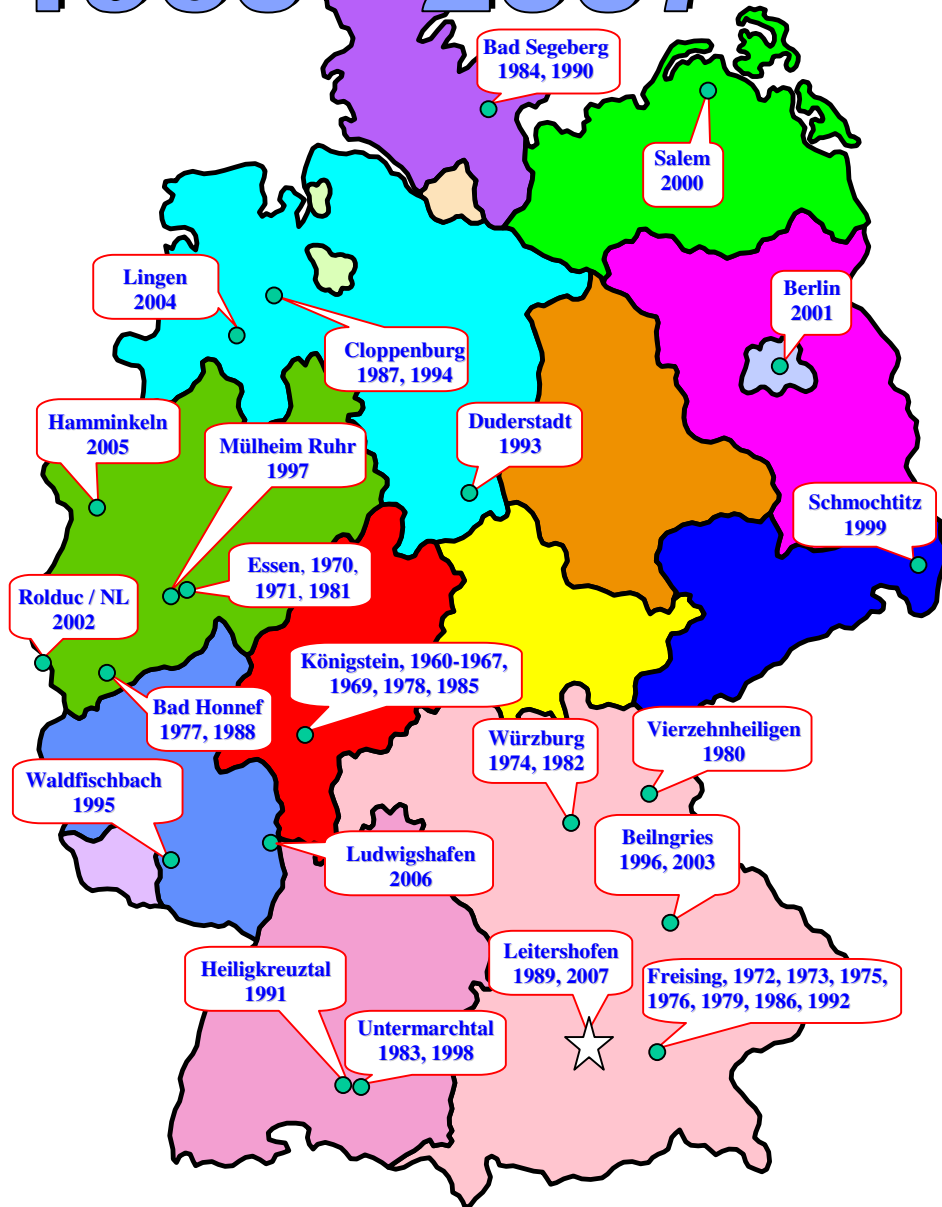 Bad Segeberg
1984, 1990
Salem
2000
Lingen
2004
Berlin
2001
Cloppenburg
1987, 1994
Hamminkeln
2005
Mülheim Ruhr
1997
Duderstadt
1993
Schmochtitz
1999
Essen, 1970,
1971, 1981
Rolduc / NL
2002
Königstein, 1960-1967,
1969, 1978, 1985
Bad Honnef
1977, 1988
Würzburg
1974, 1982
Vierzehnheiligen
1980
Waldfischbach
1995
Beilngries
1996, 2003
Ludwigshafen
2006
Leitershofen
1989, 2007
Heiligkreuztal
1991
Freising, 1972, 1973, 1975,
1976, 1979, 1986, 1992
Untermarchtal
1983, 1998